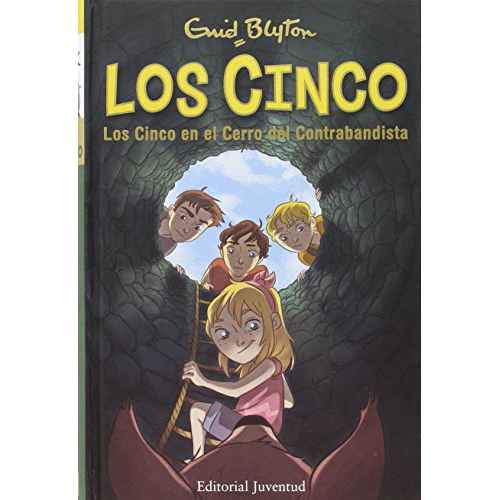 Enid Blyton
LOS CINCO
Los Cinco en el Cerro del Contrabandista
Editorial Juventud